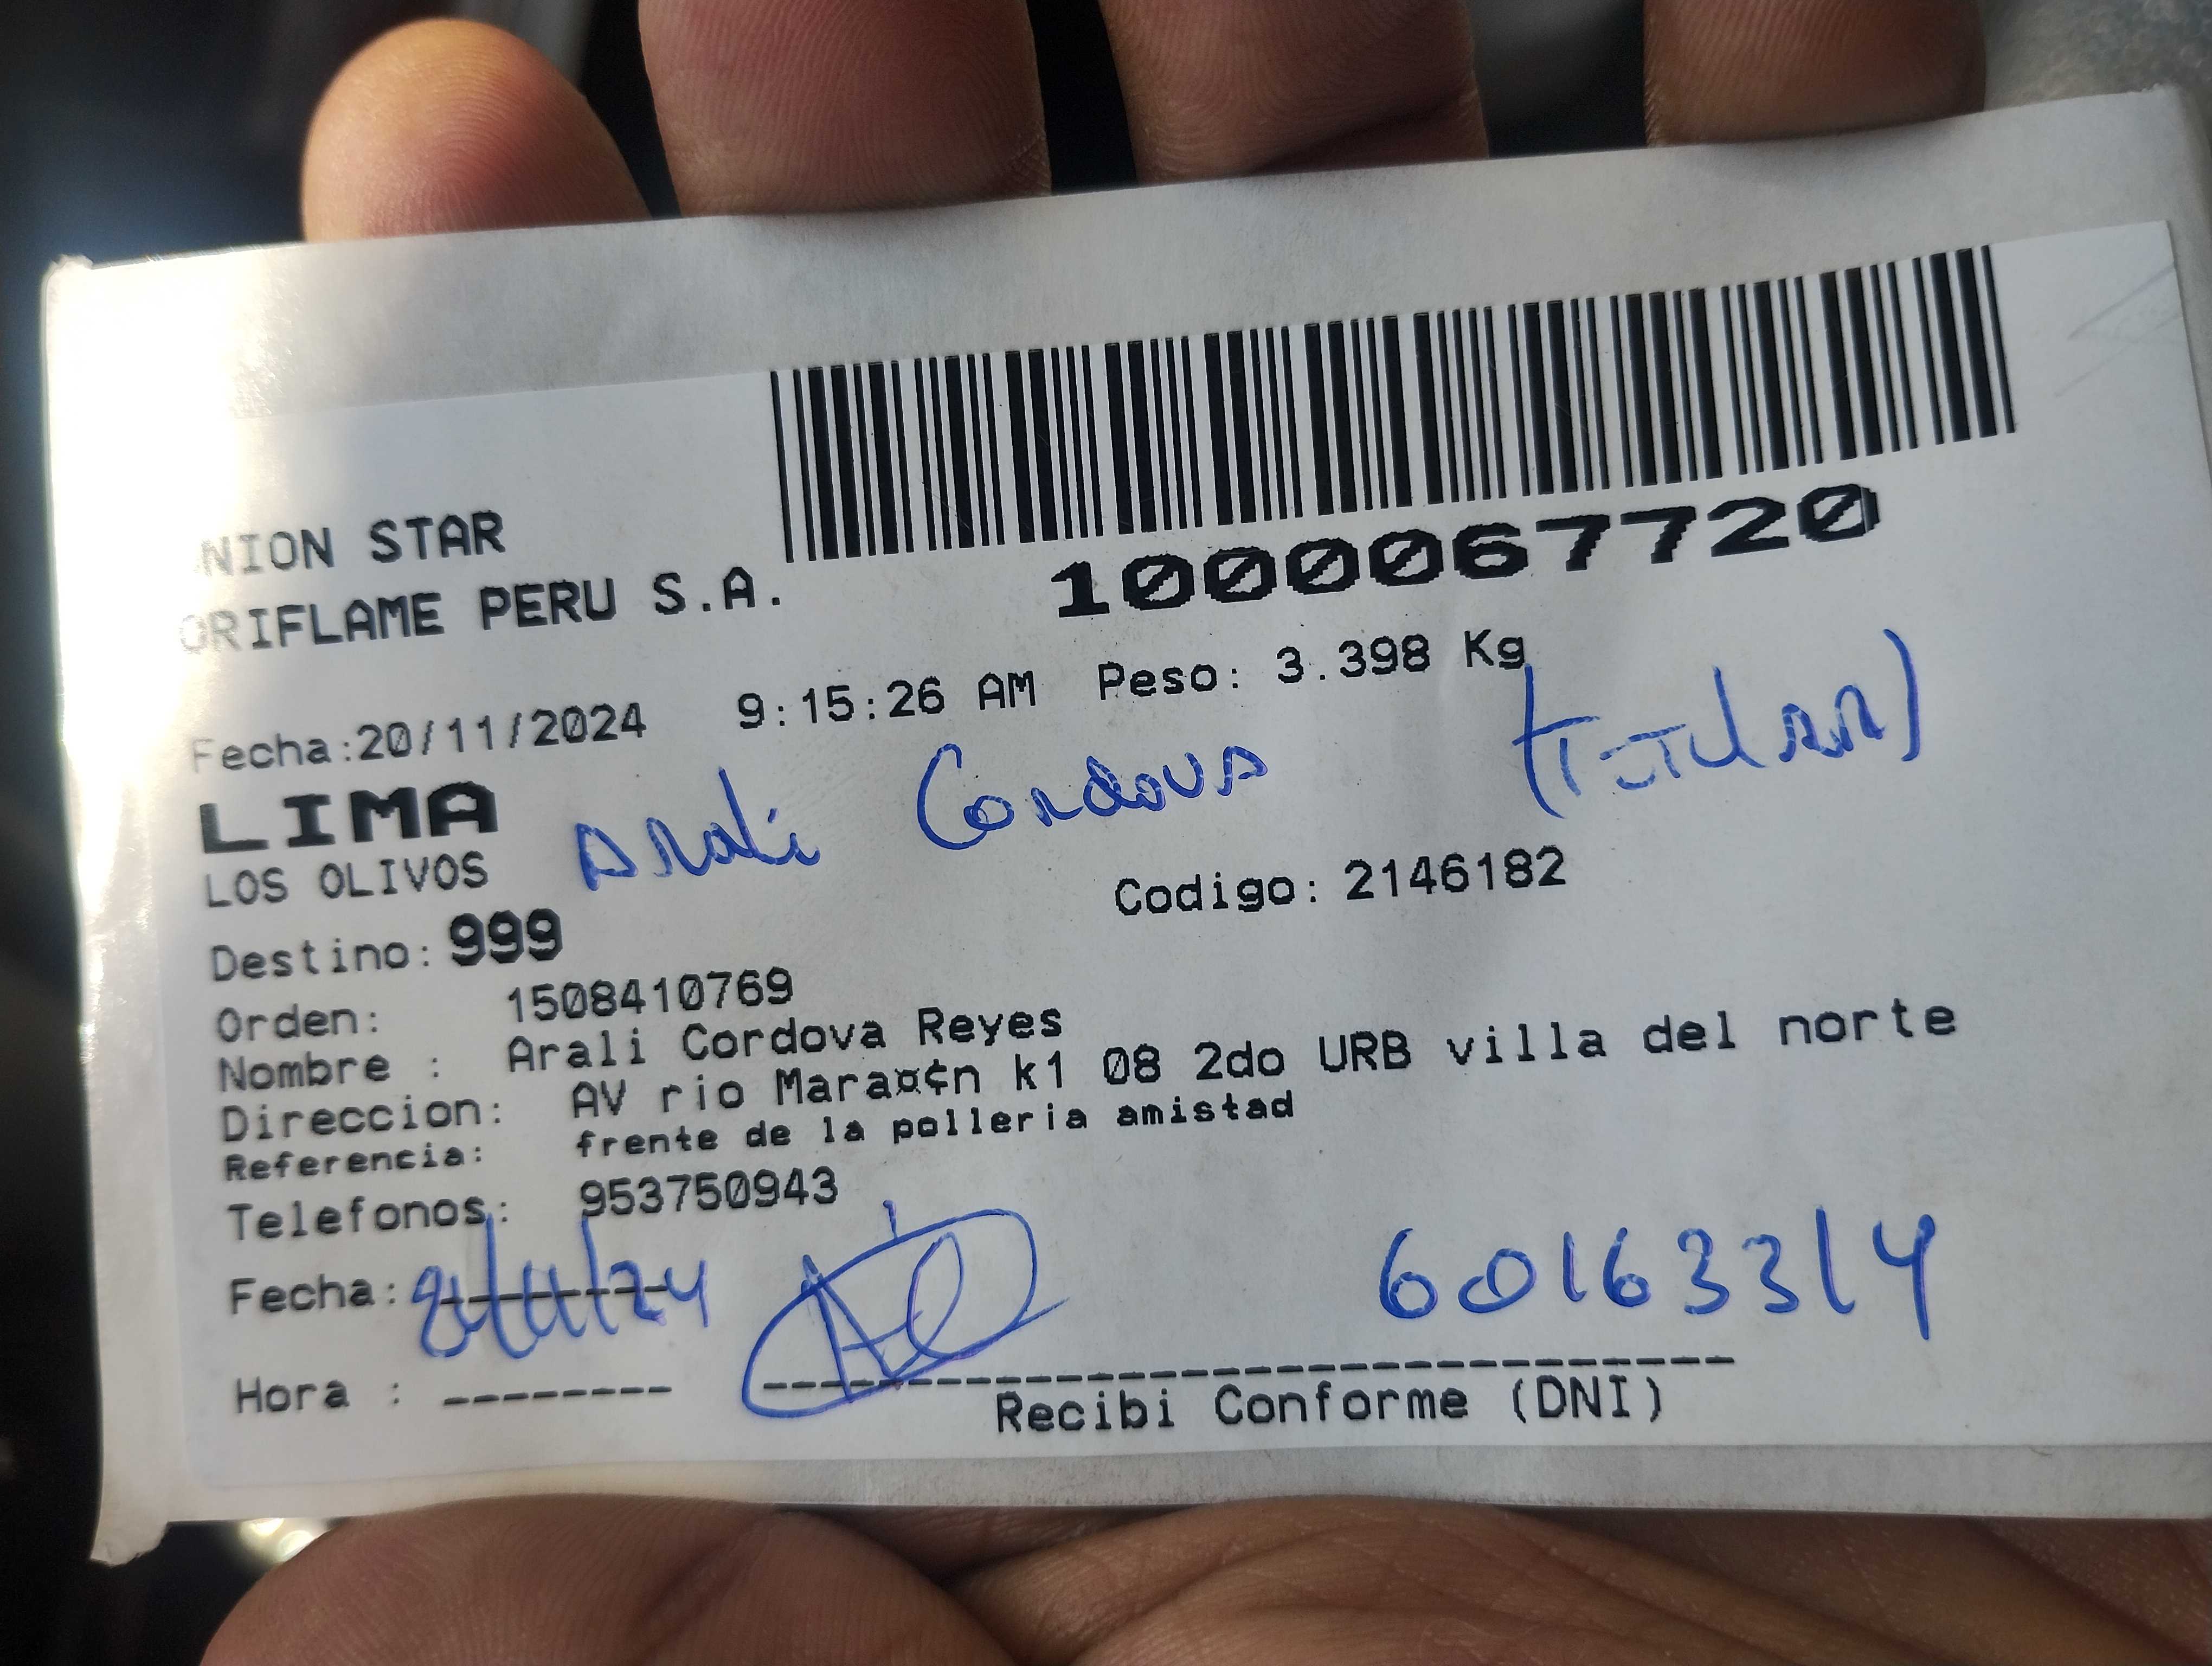 NION STAR
ORIFLAME PERU S.A.
1000067720
Fecha:20/11/2024 9:15:26 AM Peso: 3.398 Kg
LIMA
Arali Cordova (Titular)
LOS OLIVOS
Codigo: 2146182
Destino: 999
Orden: 1508410769
Nombre : Arali Cordova Reyes
Direccion: AV rio Mara¤¢n k1 08 2do URB villa del norte
Referencia: frente de la polleria amistad
Telefonos: 953750943
Fecha: 21/11/24
60163314
Hora : --------
Recibi Conforme (DNI)